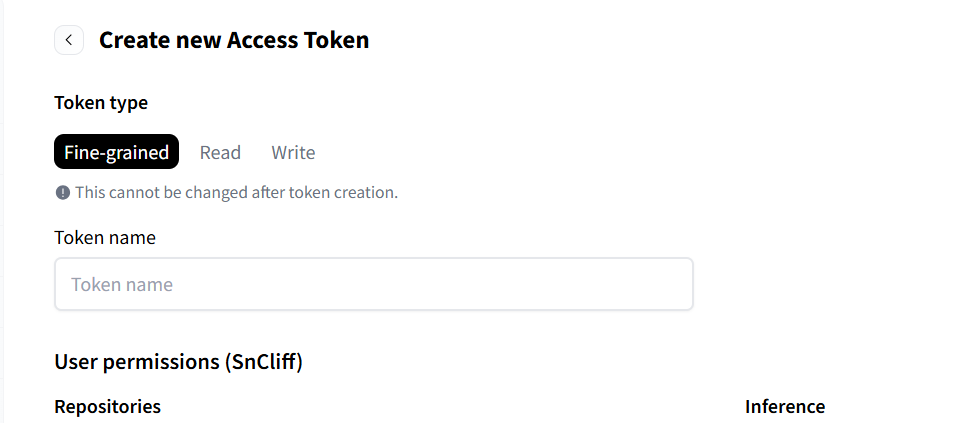 Create new Access Token
Token type
Fine-grained Read Write
This cannot be changed after token creation.
Token name
Token name
User permissions (SnCliff)
Repositories Inference